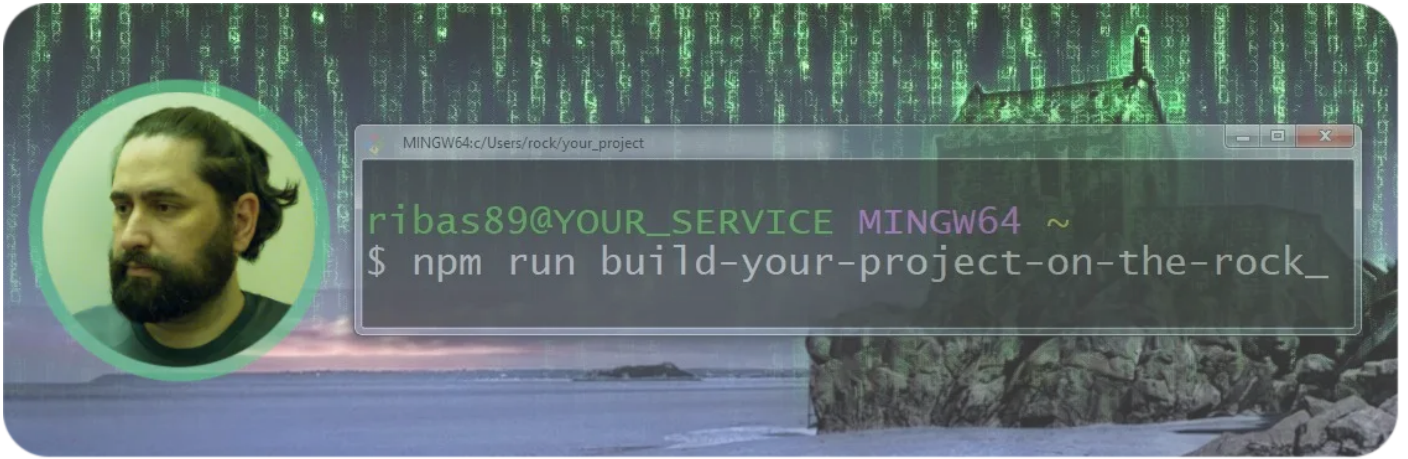 MINGW64:c/Users/rock/your_project
ribas89@YOUR_SERVICE MINGW64 ~
$ npm run build-your-project-on-the-rock_